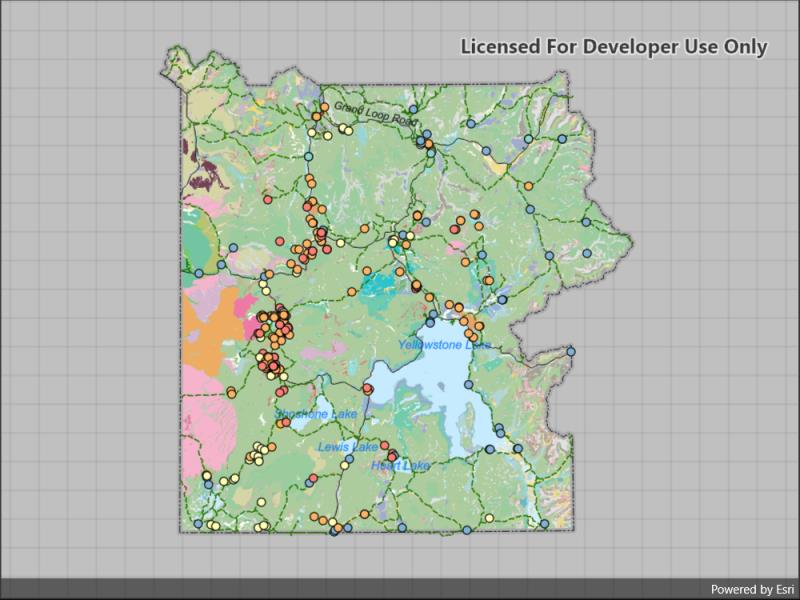 Licensed For Developer Use Only
Grand Loop Road
Yellowstone Lake
Shoshone Lake
Lewis Lake
Heart Lake
Powered by Esri